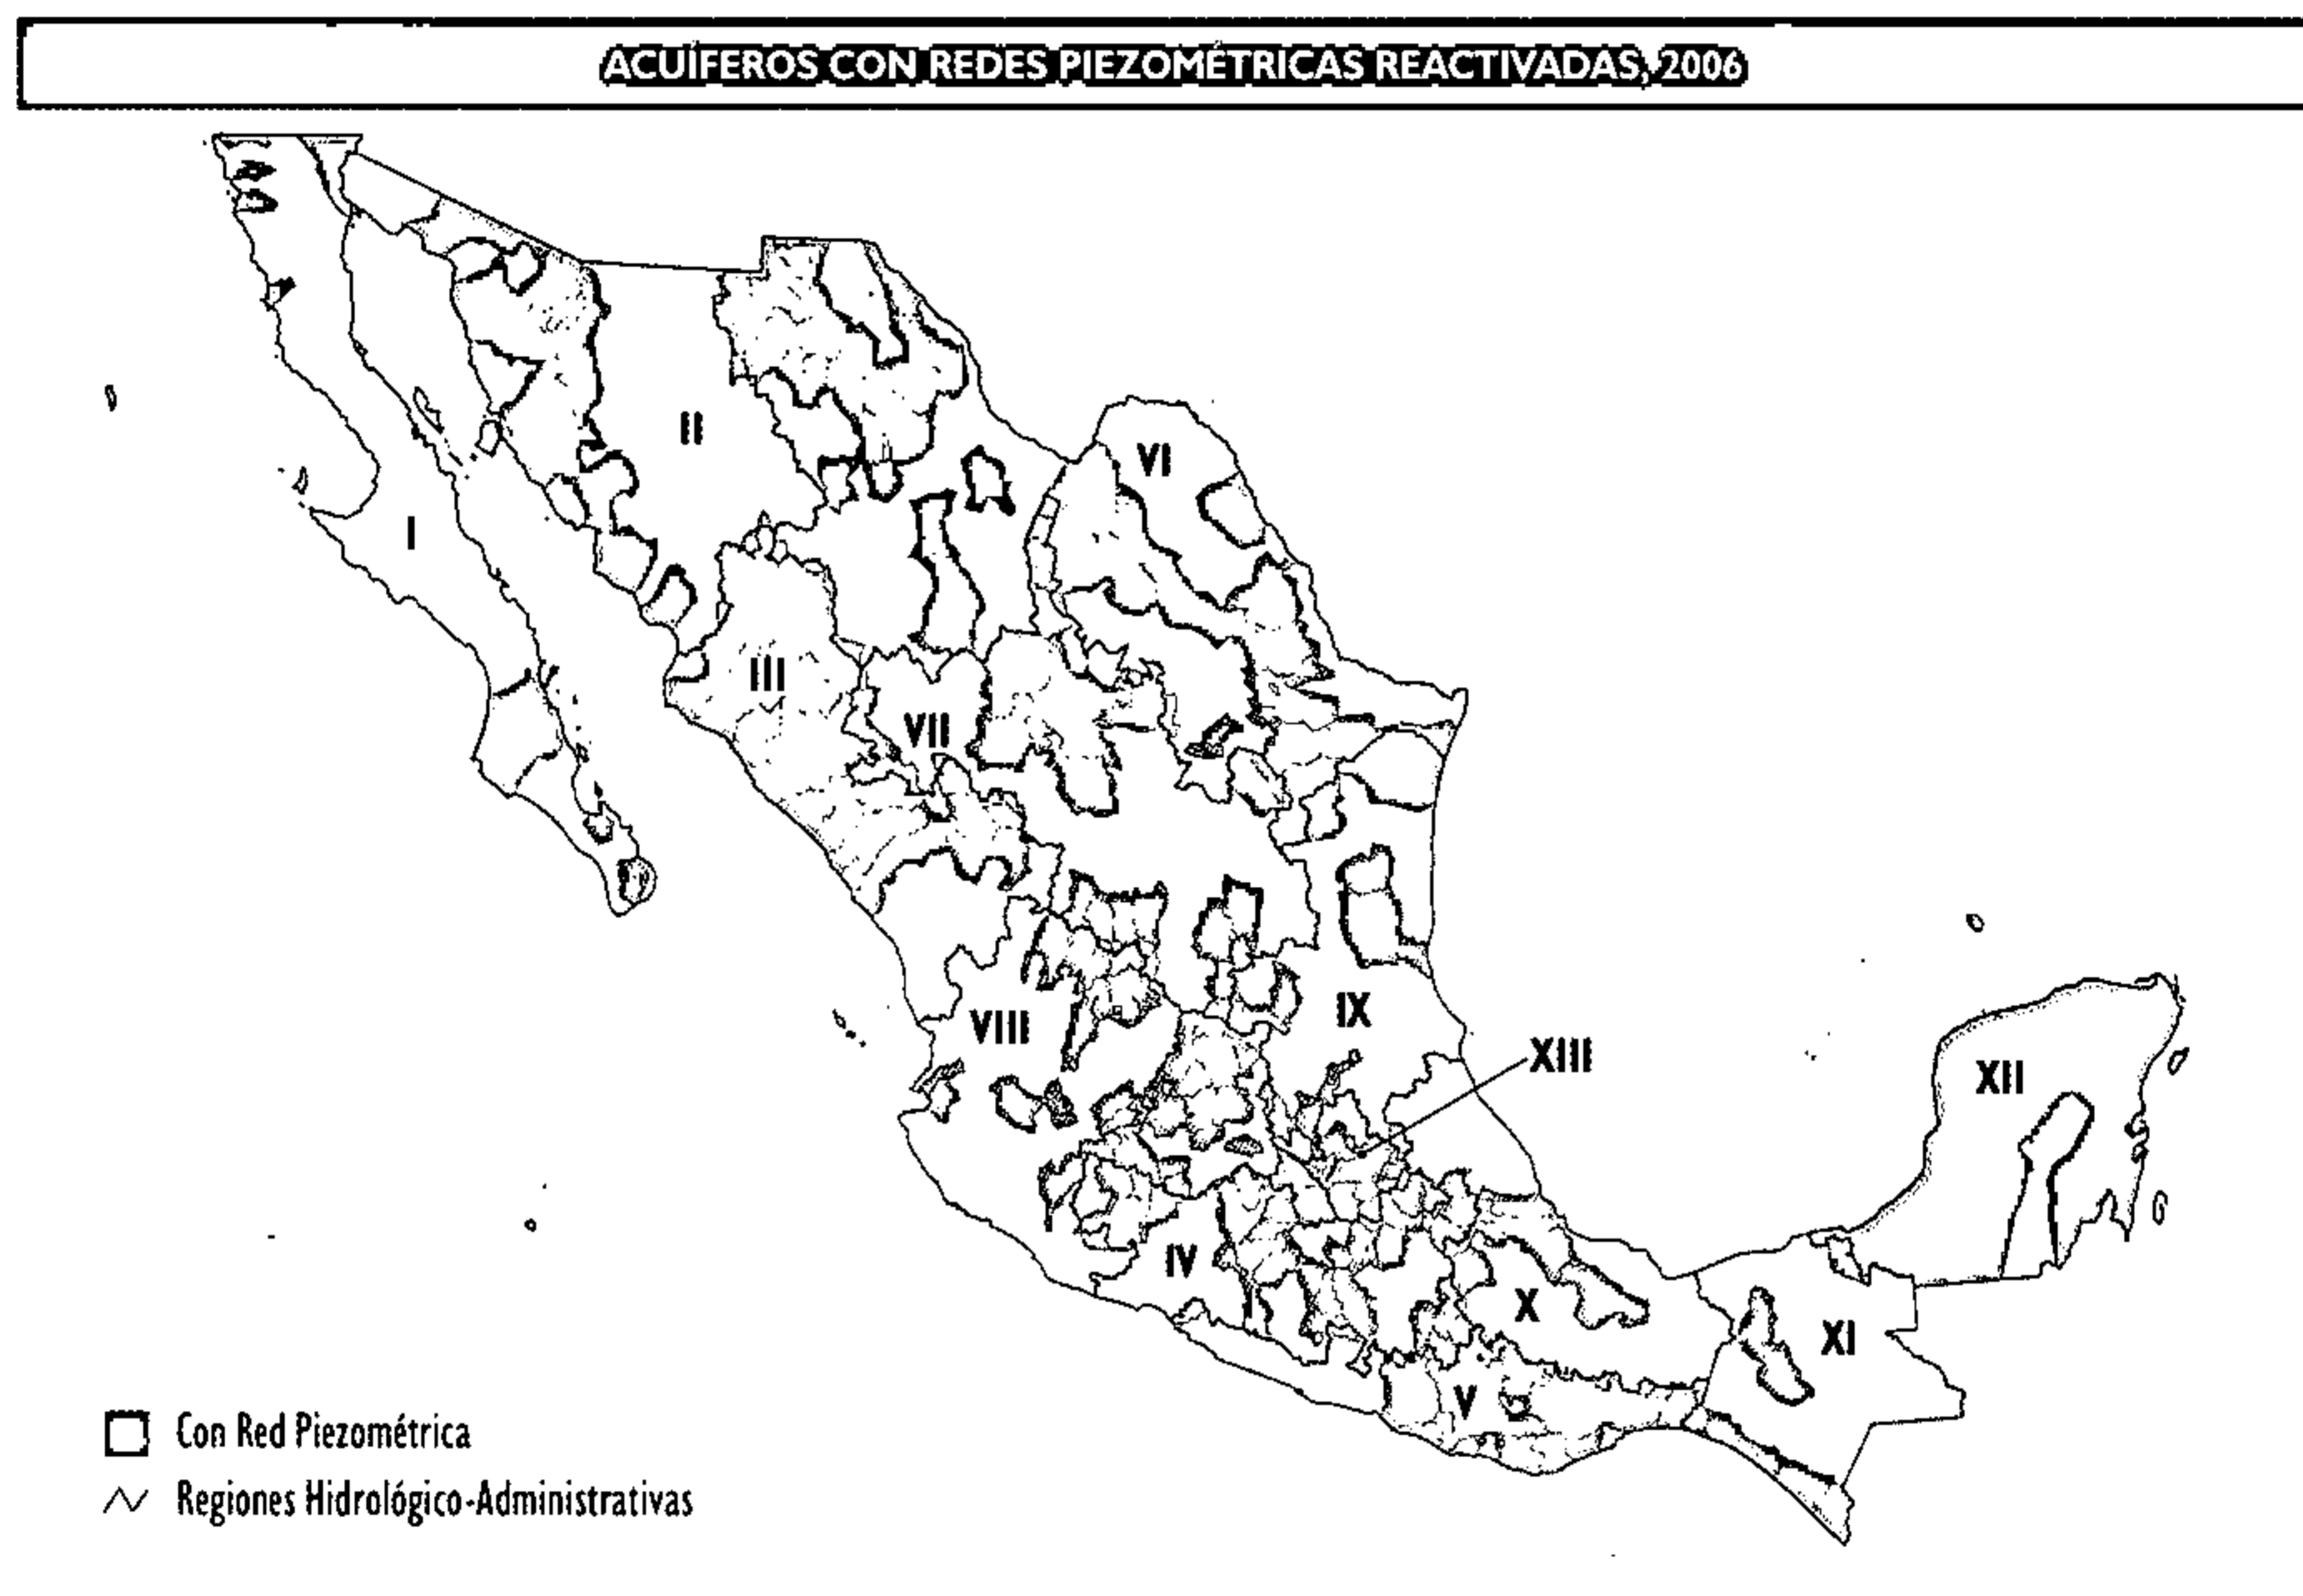 ACUÍFEROS CON REDES PIEZOMÉTRICAS REACTIVADAS, 2006
II
VI
I
III
VII
IX
VIII
XIII
XII
IV
X
XI
V
Con Red Piezométrica
Regiones Hidrológico-Administrativas